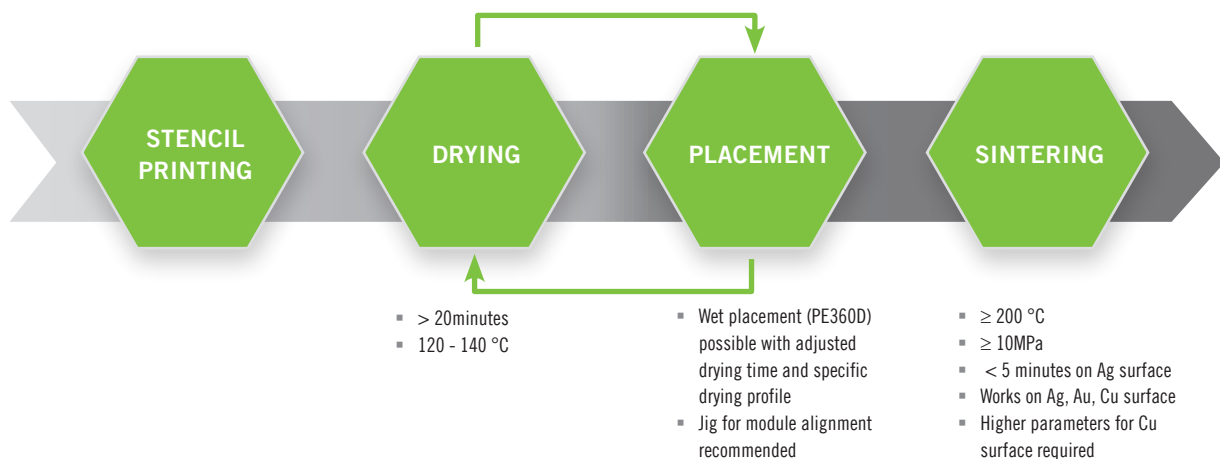 STENCIL
PRINTING
DRYING
PLACEMENT
SINTERING
▪ > 20minutes
▪ 120 - 140 °C
▪ Wet placement (PE360D)
possible with adjusted
drying time and specific
drying profile
▪ Jig for module alignment
recommended
▪ ≥ 200 °C
▪ ≥ 10MPa
▪ < 5 minutes on Ag surface
▪ Works on Ag, Au, Cu surface
▪ Higher parameters for Cu
surface required